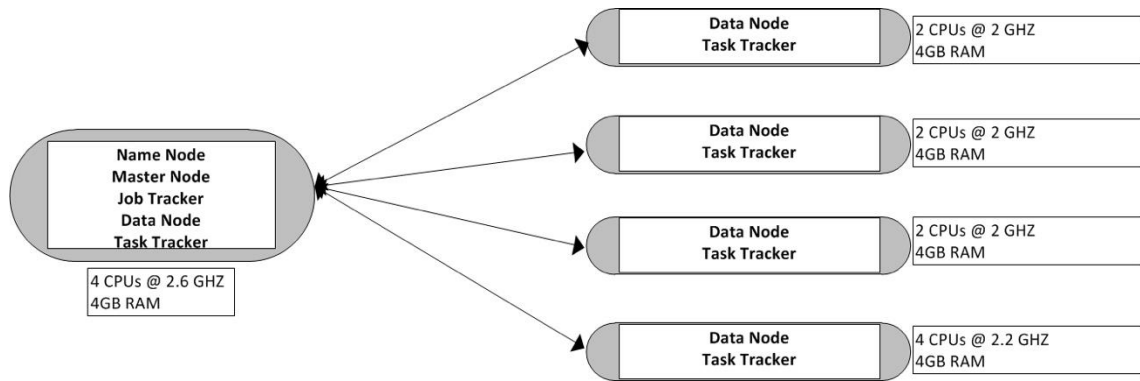 Name Node
Master Node
Job Tracker
Data Node
Task Tracker
4 CPUs @ 2.6 GHZ
4GB RAM
Data Node
Task Tracker
2 CPUs @ 2 GHZ
4GB RAM
Data Node
Task Tracker
2 CPUs @ 2 GHZ
4GB RAM
Data Node
Task Tracker
2 CPUs @ 2 GHZ
4GB RAM
Data Node
Task Tracker
4 CPUs @ 2.2 GHZ
4GB RAM